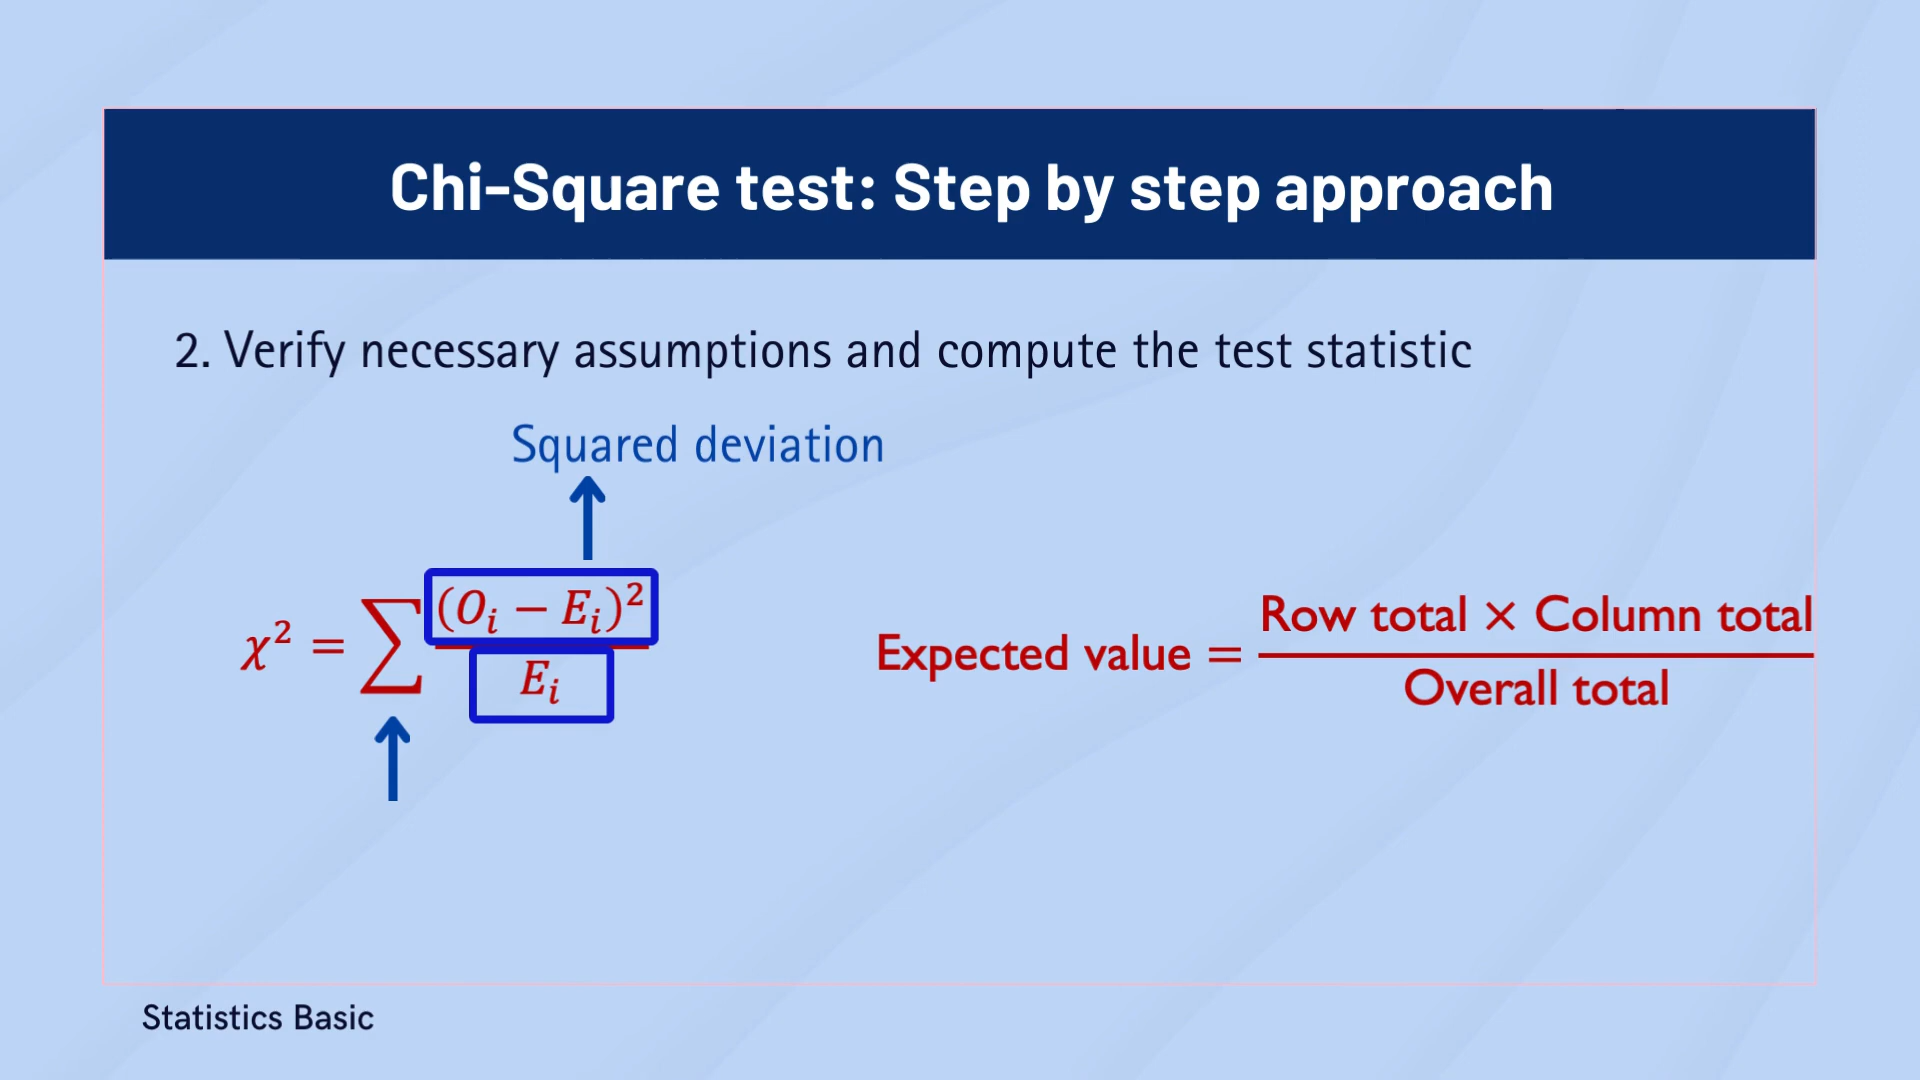 Chi-Square test: Step by step approach
2. Verify necessary assumptions and compute the test statistic
Squared deviation
χ² = ∑ (Oᵢ − Eᵢ)² / Eᵢ
Expected value = Row total × Column total / Overall total
Statistics Basic